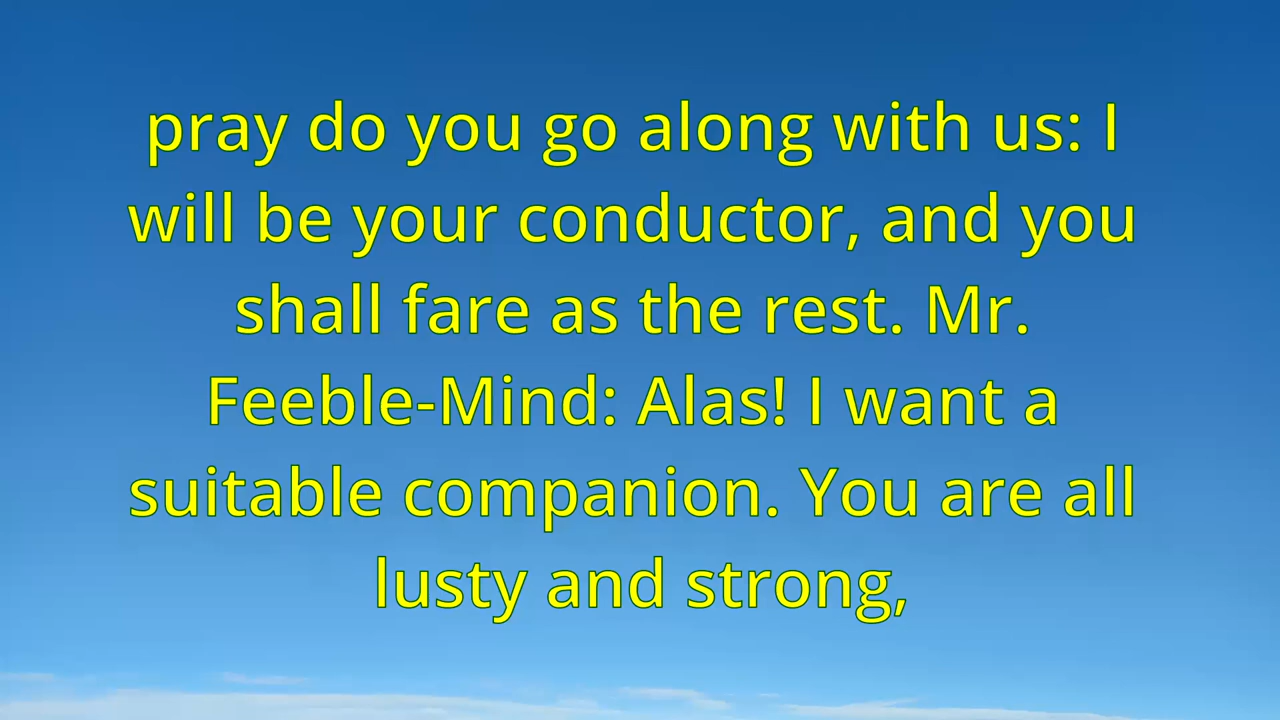 pray do you go along with us: I
will be your conductor, and you
shall fare as the rest. Mr.
Feeble-Mind: Alas! I want a
suitable companion. You are all
lusty and strong,